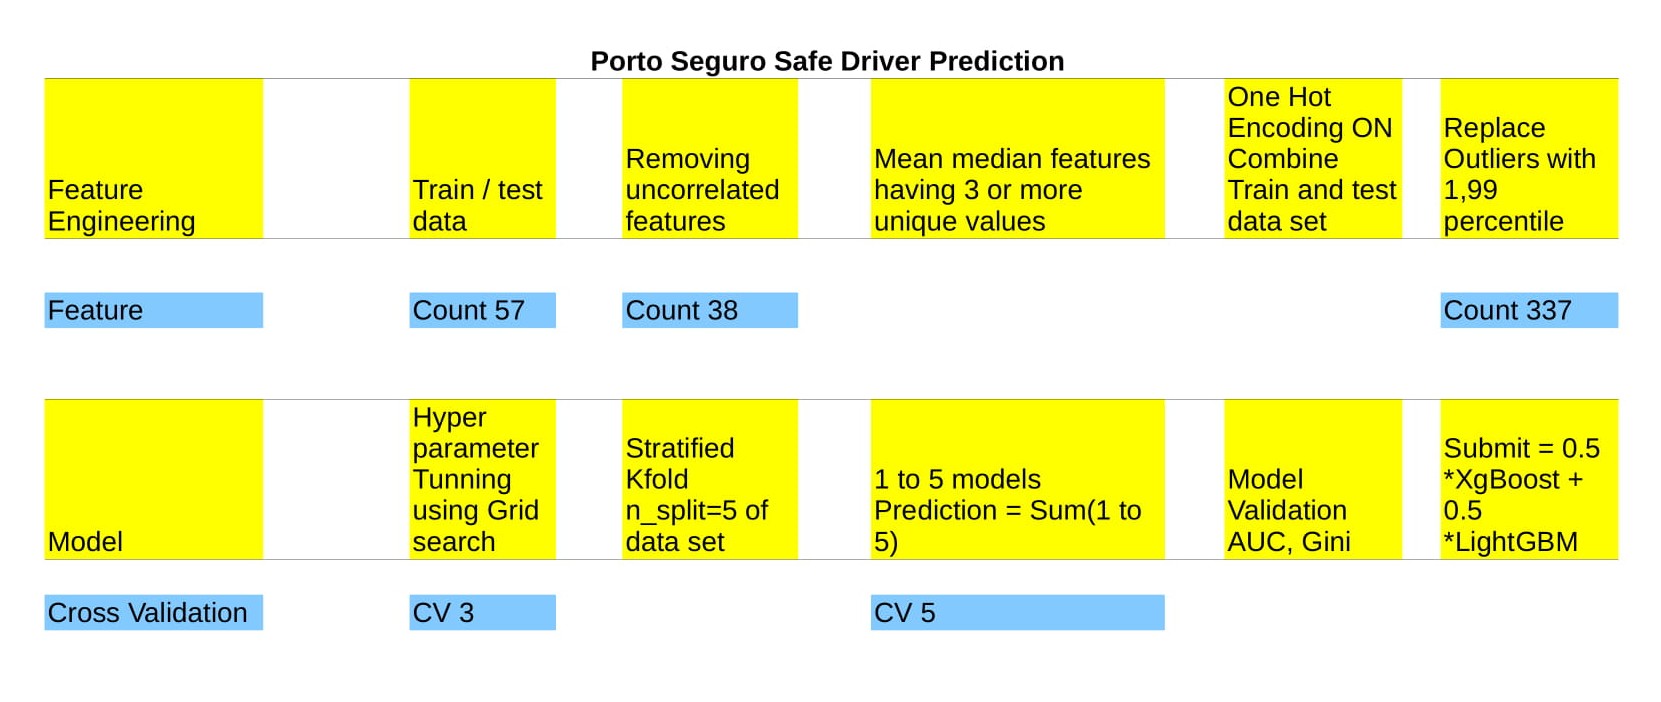 Porto Seguro Safe Driver Prediction
Feature
Engineering
Train / test
data
Removing
uncorrelated
features
Mean median features
having 3 or more
unique values
One Hot
Encoding ON
Combine
Train and test
data set
Replace
Outliers with
1,99
percentile
Feature
Count 57
Count 38
Count 337
Model
Hyper
parameter
Tunning
using Grid
search
Stratified
Kfold
n_split=5 of
data set
1 to 5 models
Prediction = Sum(1 to
5)
Model
Validation
AUC, Gini
Submit = 0.5
*XgBoost +
0.5
*LightGBM
Cross Validation
CV 3
CV 5